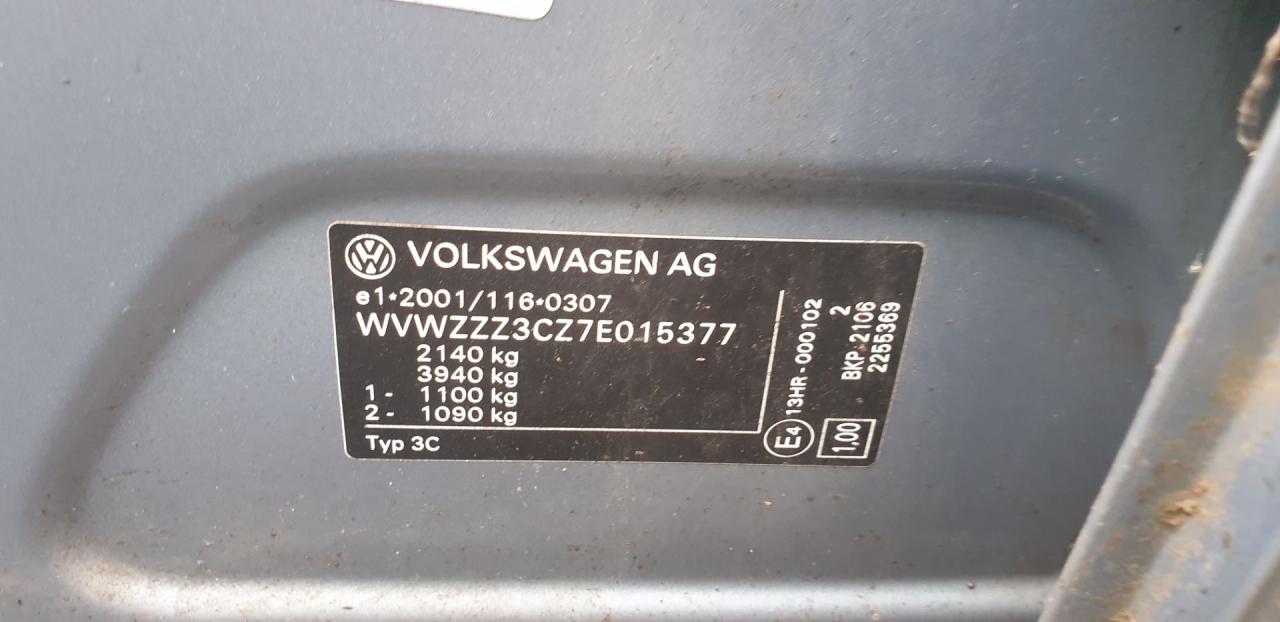 VOLKSWAGEN AG
e1*2001/116*0307
WVWZZZ3CZ7E015377
2140 kg
3940 kg
1- 1100 kg
2- 1090 kg
Typ 3C
E4 13HR-000102
2
BKP 2106
2255369
1,00